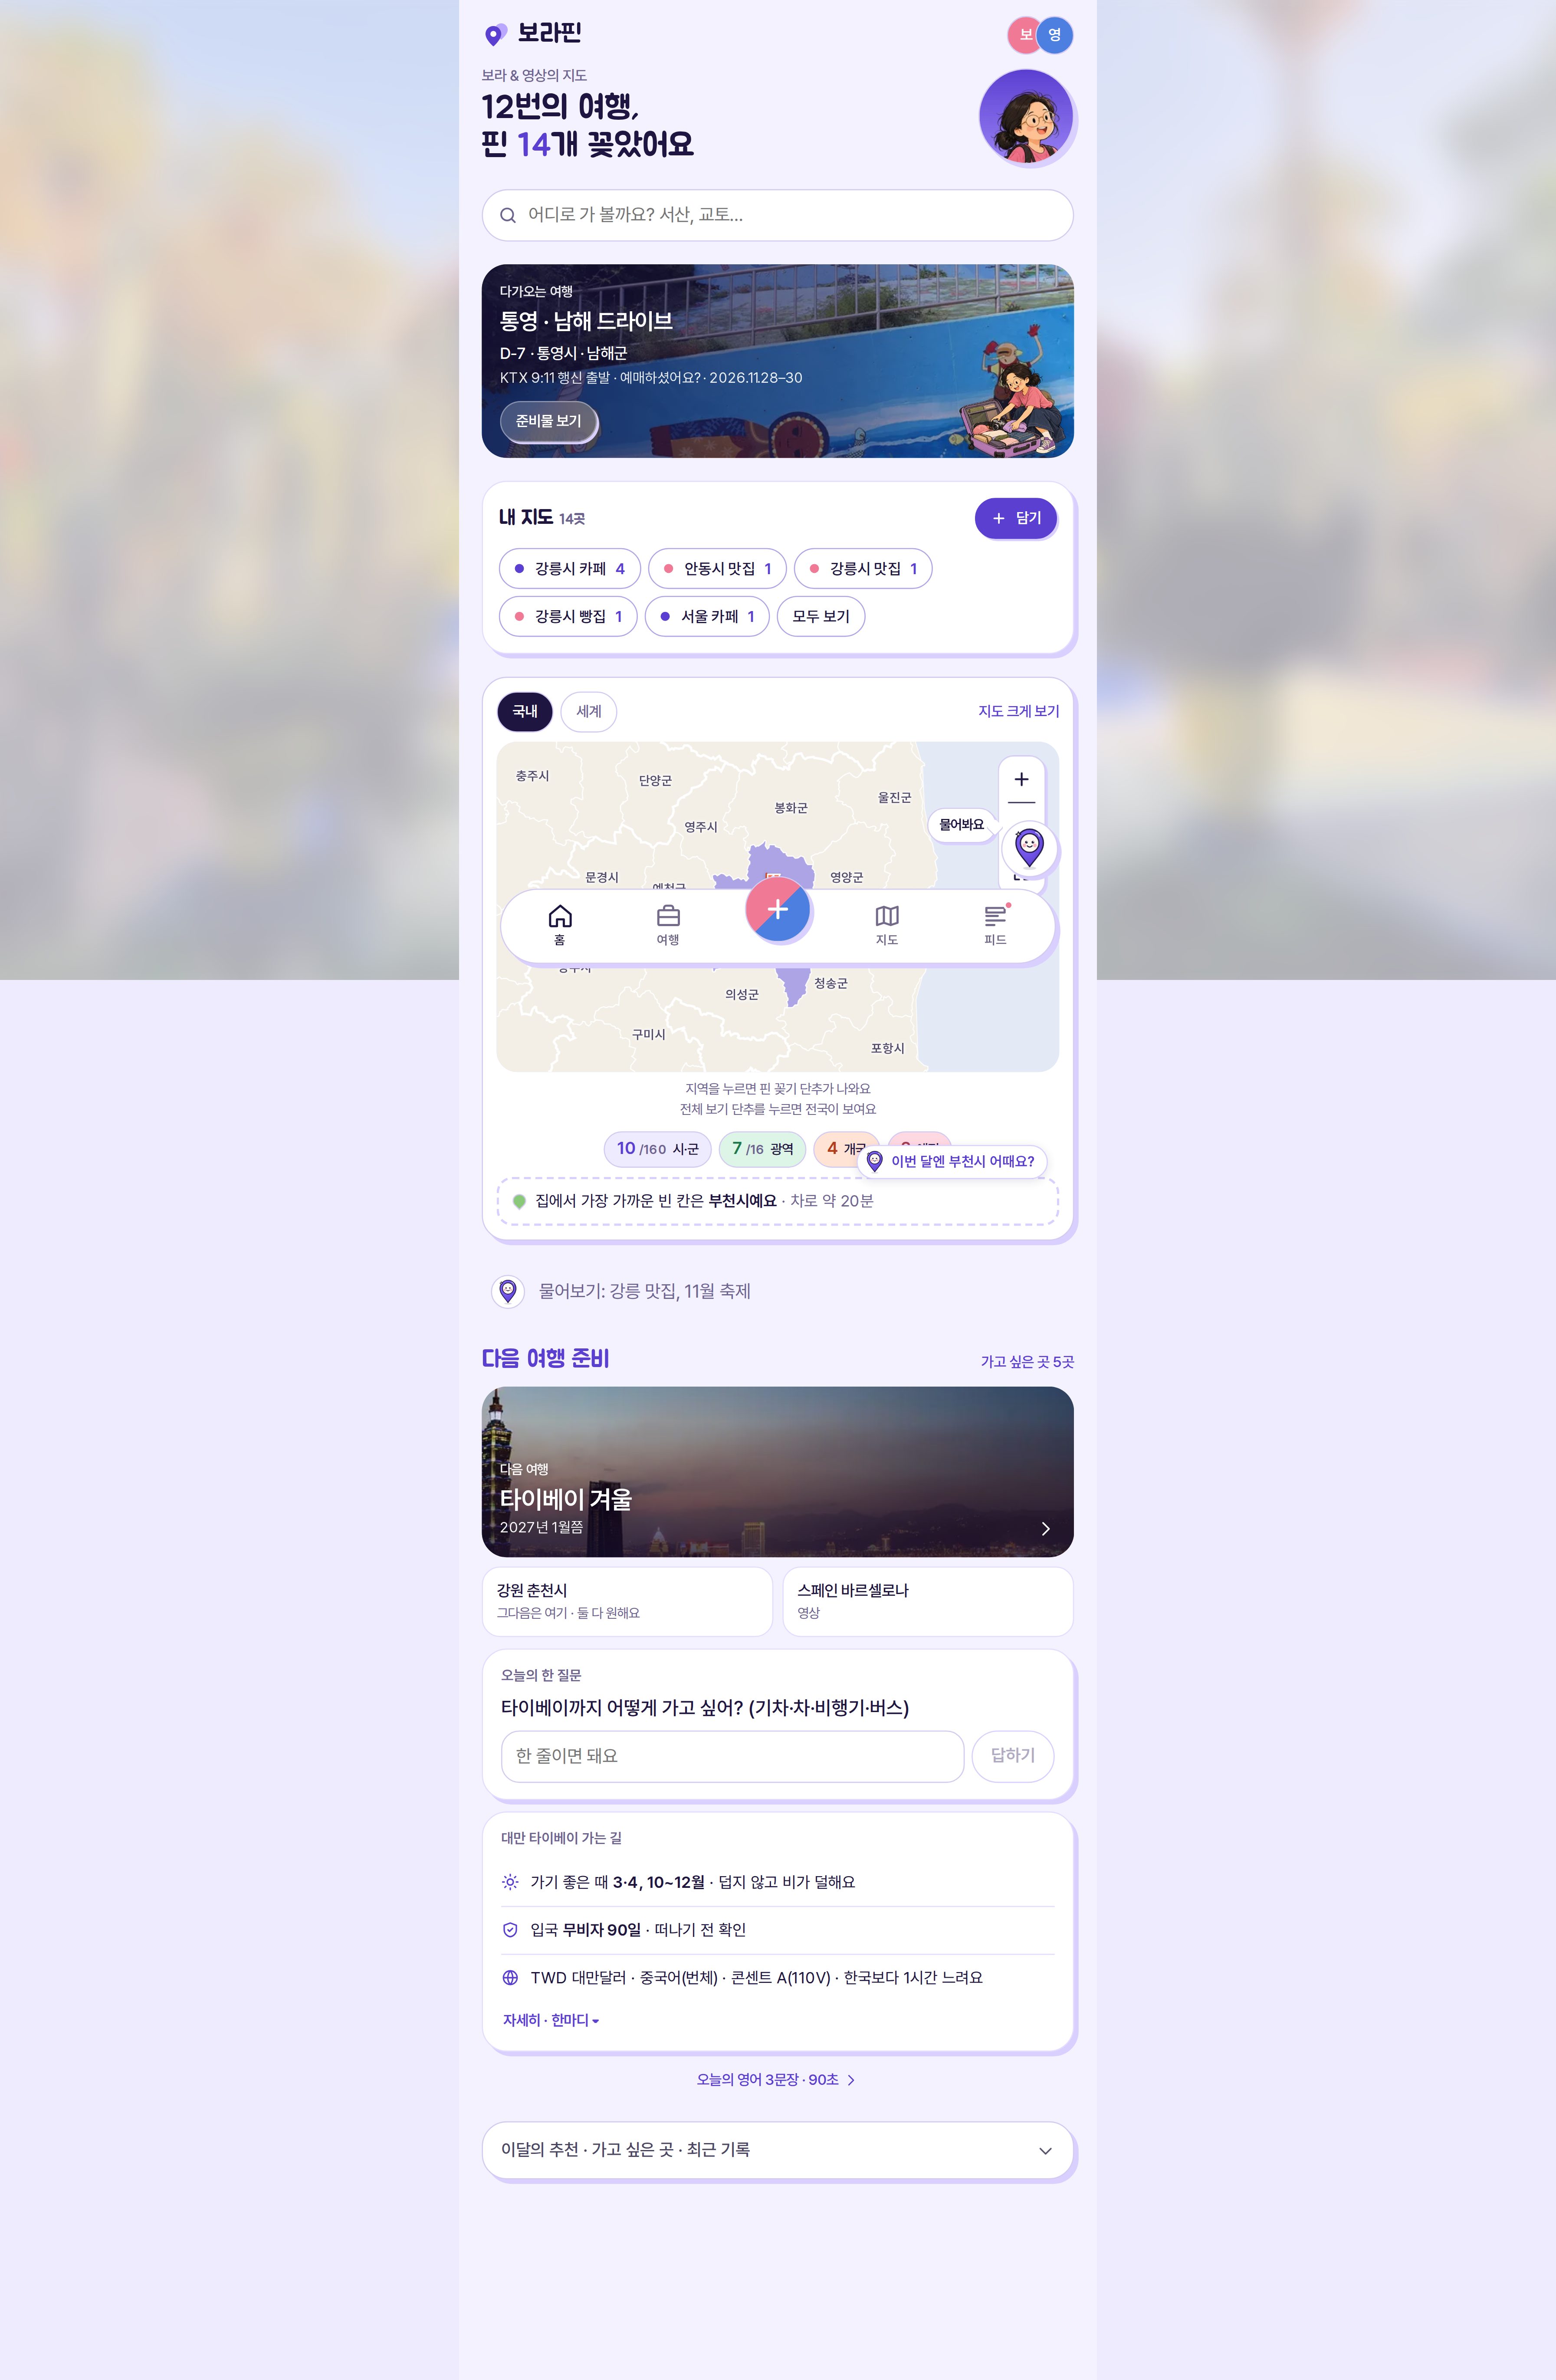 보라핀
보 영
보라 & 영상의 지도
12번의 여행,
핀 14개 꽂았어요
어디로 가 볼까요? 서산, 교토…
다가오는 여행
통영 · 남해 드라이브
D-7 · 통영시 · 남해군
KTX 9:11 행신 출발 · 예매하셨어요? · 2026.11.28–30
준비물 보기
내 지도 14곳
+ 담기
강릉시 카페 4
안동시 맛집 1
강릉시 맛집 1
강릉시 빵집 1
서울 카페 1
모두 보기
국내
세계
지도 크게 보기
충주시
단양군
봉화군
울진군
영주시
물어봐요
문경시
영양군
홈
여행
지도
피드
청송군
의성군
구미시
포항시
지역을 누르면 핀 꽂기 단추가 나와요
전체 보기 단추를 누르면 전국이 보여요
10 /160 시·군
7 /16 광역
4 개국
이번 달엔 부천시 어때요?
집에서 가장 가까운 빈 칸은 부천시예요 · 차로 약 20분
물어보기: 강릉 맛집, 11월 축제
다음 여행 준비
가고 싶은 곳 5곳
다음 여행
타이베이 겨울
2027년 1월쯤
강원 춘천시
그다음은 여기 · 둘 다 원해요
스페인 바르셀로나
영상
오늘의 한 질문
타이베이까지 어떻게 가고 싶어? (기차·차·비행기·버스)
한 줄이면 돼요
답하기
대만 타이베이 가는 길
가기 좋은 때 3·4, 10~12월 · 덥지 않고 비가 덜해요
입국 무비자 90일 · 떠나기 전 확인
TWD 대만달러 · 중국어(번체) · 콘센트 A(110V) · 한국보다 1시간 느려요
자세히 · 한마디
오늘의 영어 3문장 · 90초
이달의 추천 · 가고 싶은 곳 · 최근 기록